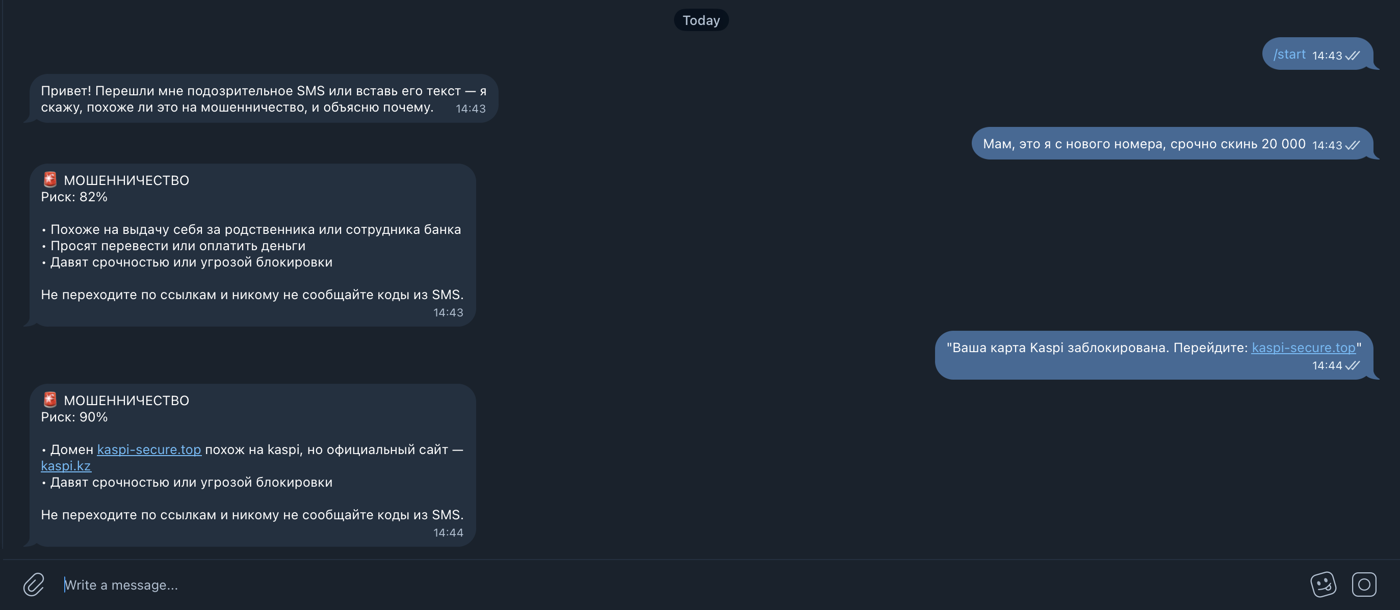 Today
/start 14:43
Привет! Перешли мне подозрительное SMS или вставь его текст — я
скажу, похоже ли это на мошенничество, и объясню почему. 14:43
Мам, это я с нового номера, срочно скинь 20 000 14:43
МОШЕННИЧЕСТВО
Риск: 82%
• Похоже на выдачу себя за родственника или сотрудника банка
• Просят перевести или оплатить деньги
• Давят срочностью или угрозой блокировки
Не переходите по ссылкам и никому не сообщайте коды из SMS.
14:43
"Ваша карта Kaspi заблокирована. Перейдите: kaspi-secure.top"
14:44
МОШЕННИЧЕСТВО
Риск: 90%
• Домен kaspi-secure.top похож на kaspi, но официальный сайт —
kaspi.kz
• Давят срочностью или угрозой блокировки
Не переходите по ссылкам и никому не сообщайте коды из SMS.
14:44
Write a message...